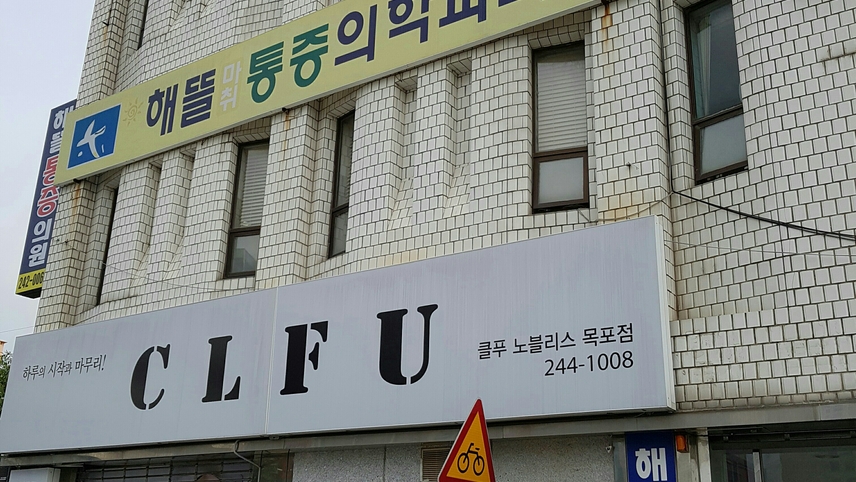 해뜰 마취 통증의학과
해뜰통증의원
242-006
하루의 시작과 마무리!
CLFU
클푸 노블리스 목포점
244-1008
해